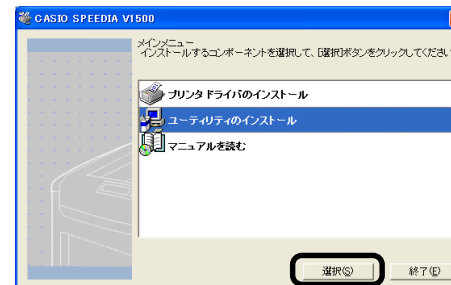 CASIO SPEEDIA V1500
メインメニュー
インストールするコンポーネントを選択して、[選択]ボタンをクリックしてくださ
プリンタドライバのインストール
ユーティリティのインストール
マニュアルを読む
選択(S)
終了(E)